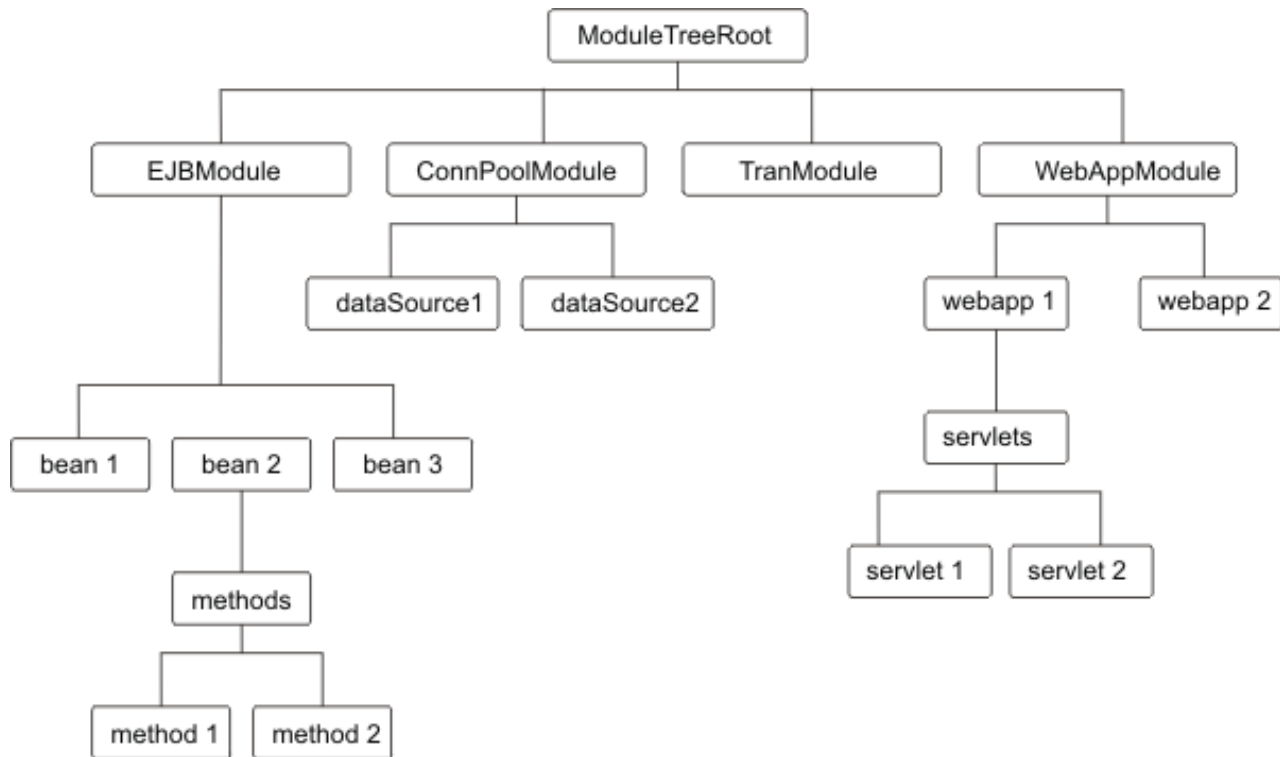 ModuleTreeRoot
EJBModule
ConnPoolModule
TranModule
WebAppModule
dataSource1
dataSource2
webapp 1
webapp 2
servlets
bean 1
bean 2
bean 3
servlet 1
servlet 2
methods
method 1
method 2